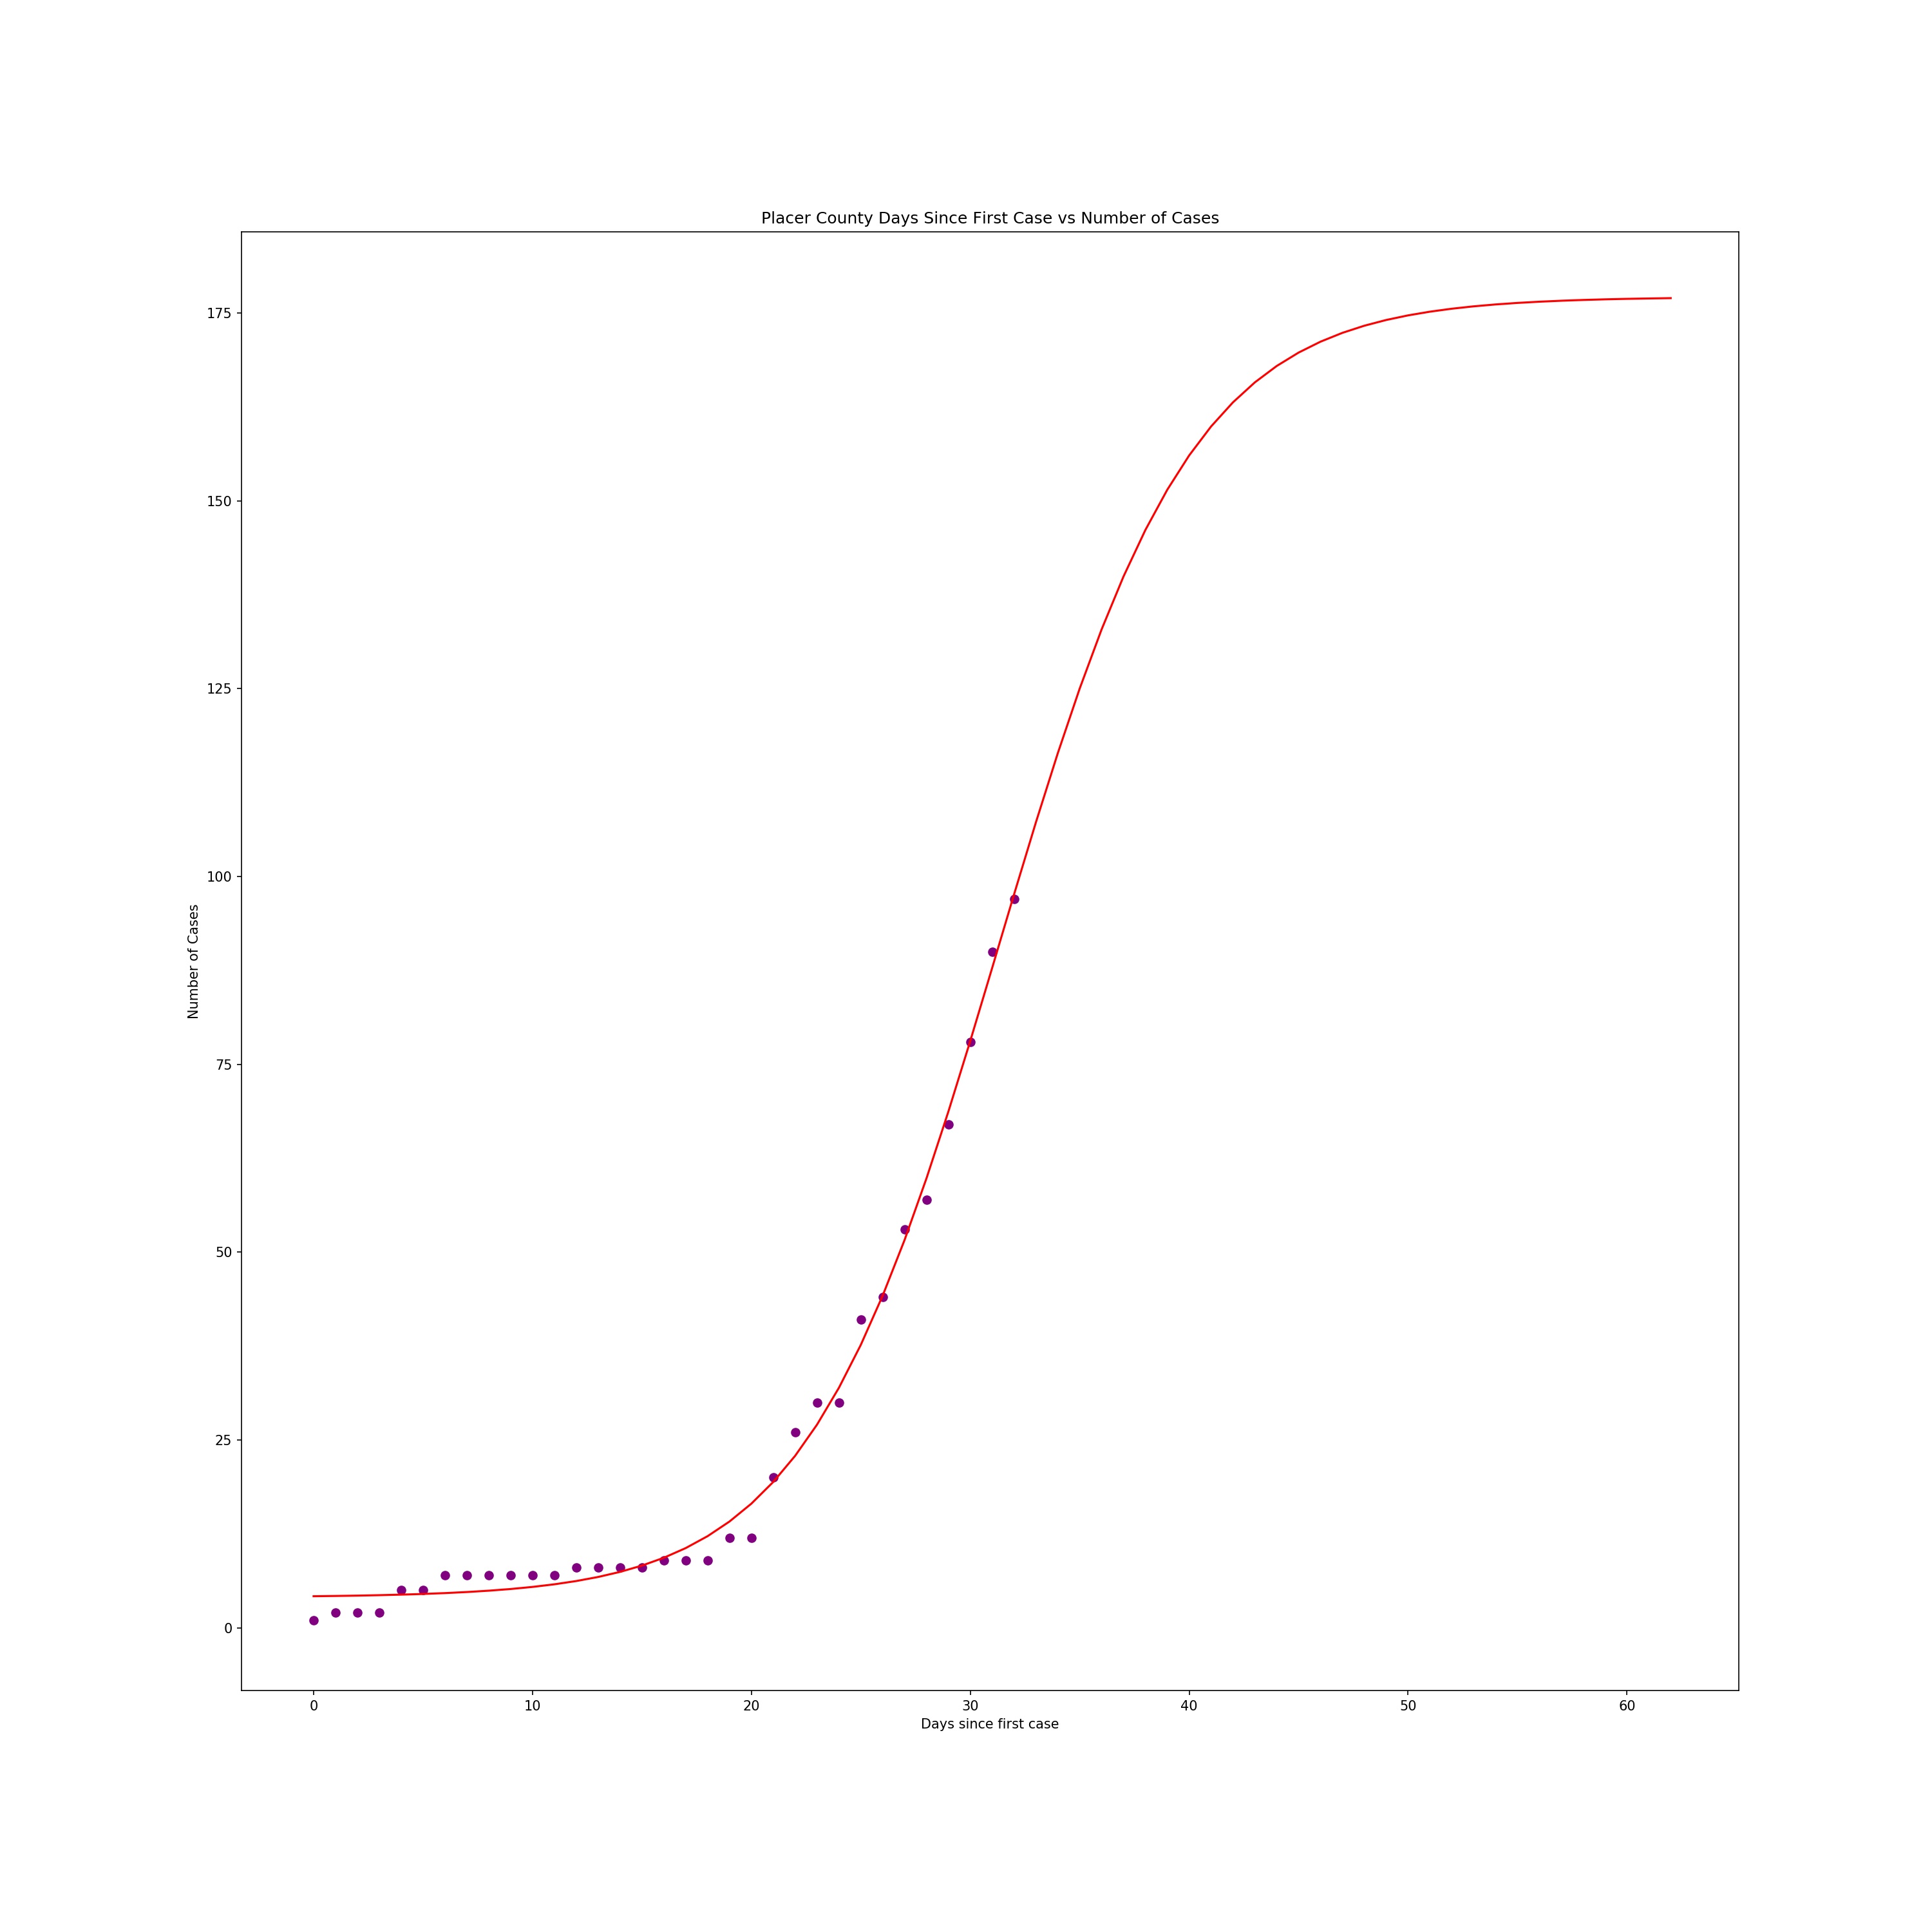 Placer County Days Since First Case vs Number of Cases
175
150
125
100
75
50
25
0
Number of Cases
0 10 20 30 40 50 60
Days since first case